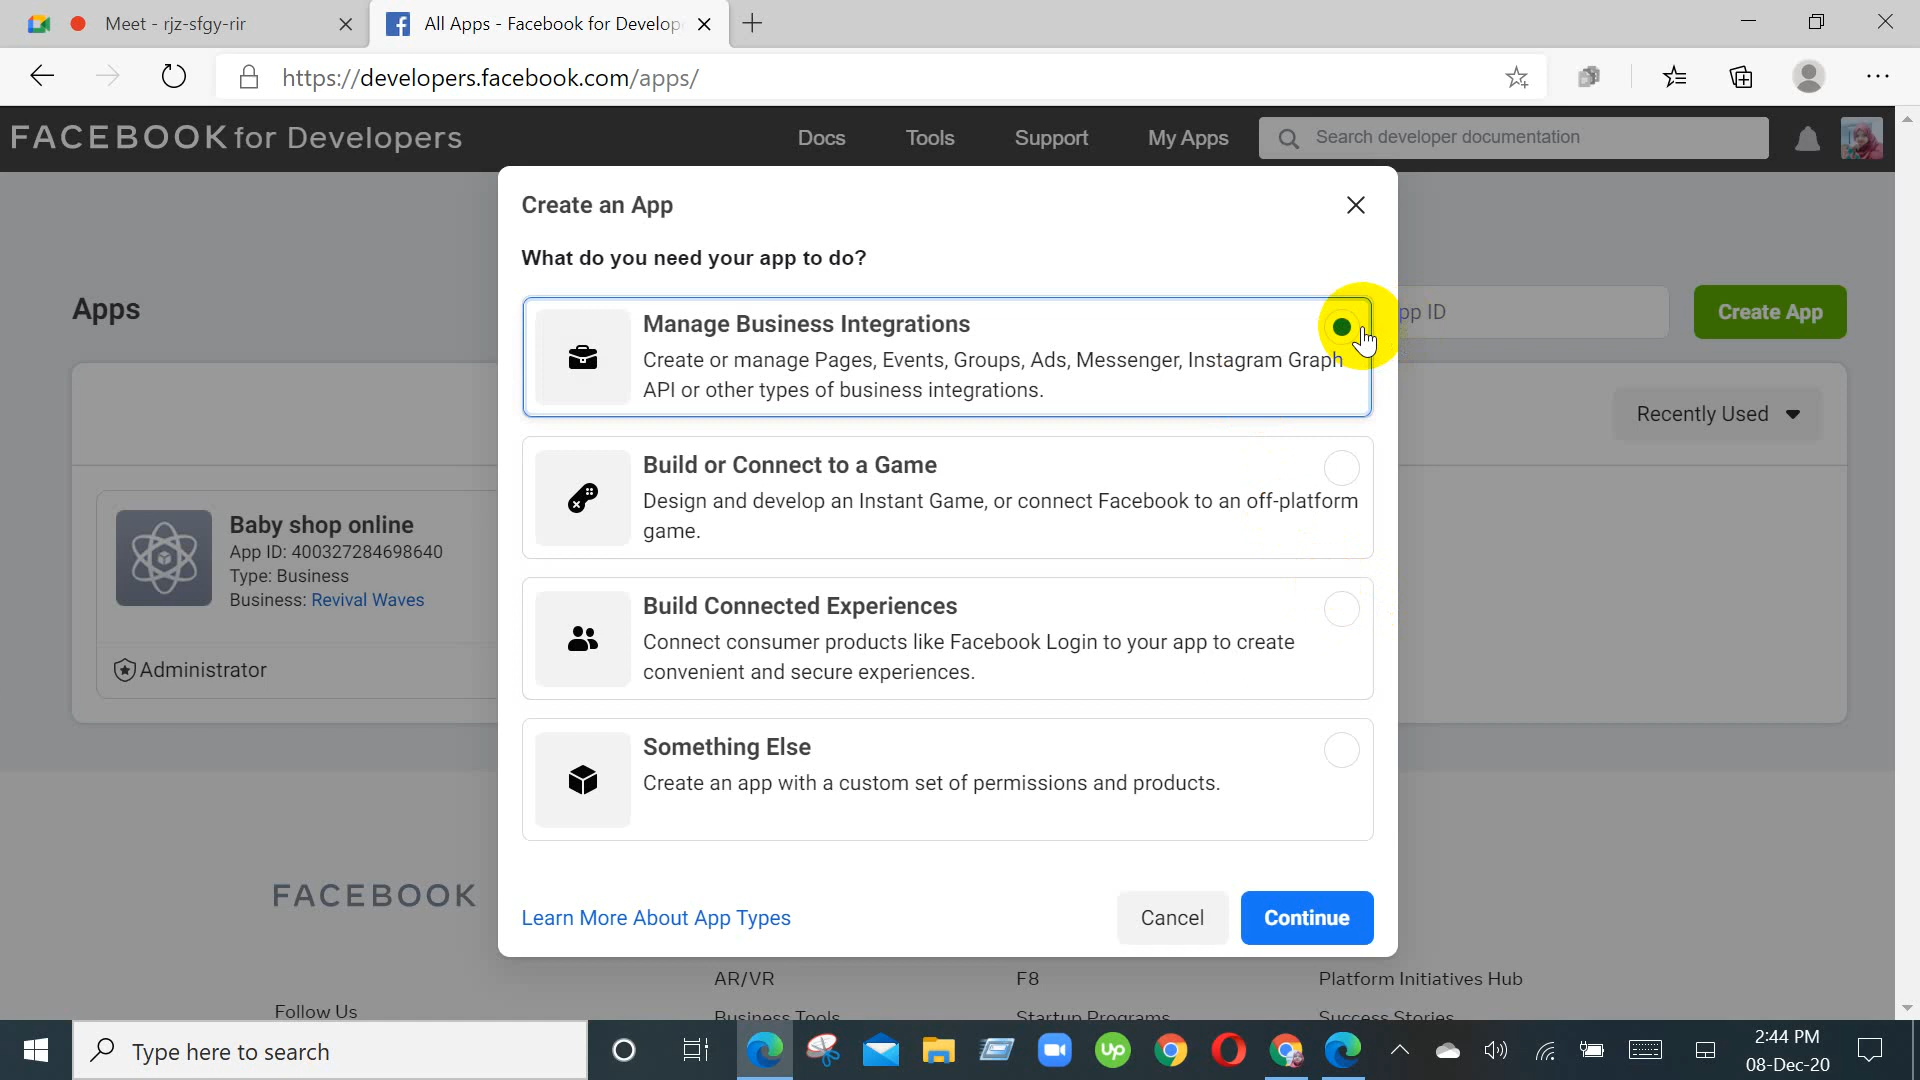 Meet - rjz-sfgy-rir
All Apps - Facebook for Develop
https://developers.facebook.com/apps/
FACEBOOK for Developers
Docs
Tools
Support
My Apps
Search developer documentation
Create an App
What do you need your app to do?
Apps
pp ID
Create App
Manage Business Integrations
Create or manage Pages, Events, Groups, Ads, Messenger, Instagram Graph
API or other types of business integrations.
Recently Used
Build or Connect to a Game
Design and develop an Instant Game, or connect Facebook to an off-platform
game.
Baby shop online
App ID: 400327284698640
Type: Business
Business: Revival Waves
Administrator
Build Connected Experiences
Connect consumer products like Facebook Login to your app to create
convenient and secure experiences.
Something Else
Create an app with a custom set of permissions and products.
FACEBOOK
Learn More About App Types
Cancel
Continue
AR/VR
F8
Platform Initiatives Hub
Follow Us
Business Tools
Startup Programs
Success Stories
Type here to search
Up
2:44 PM
08-Dec-20